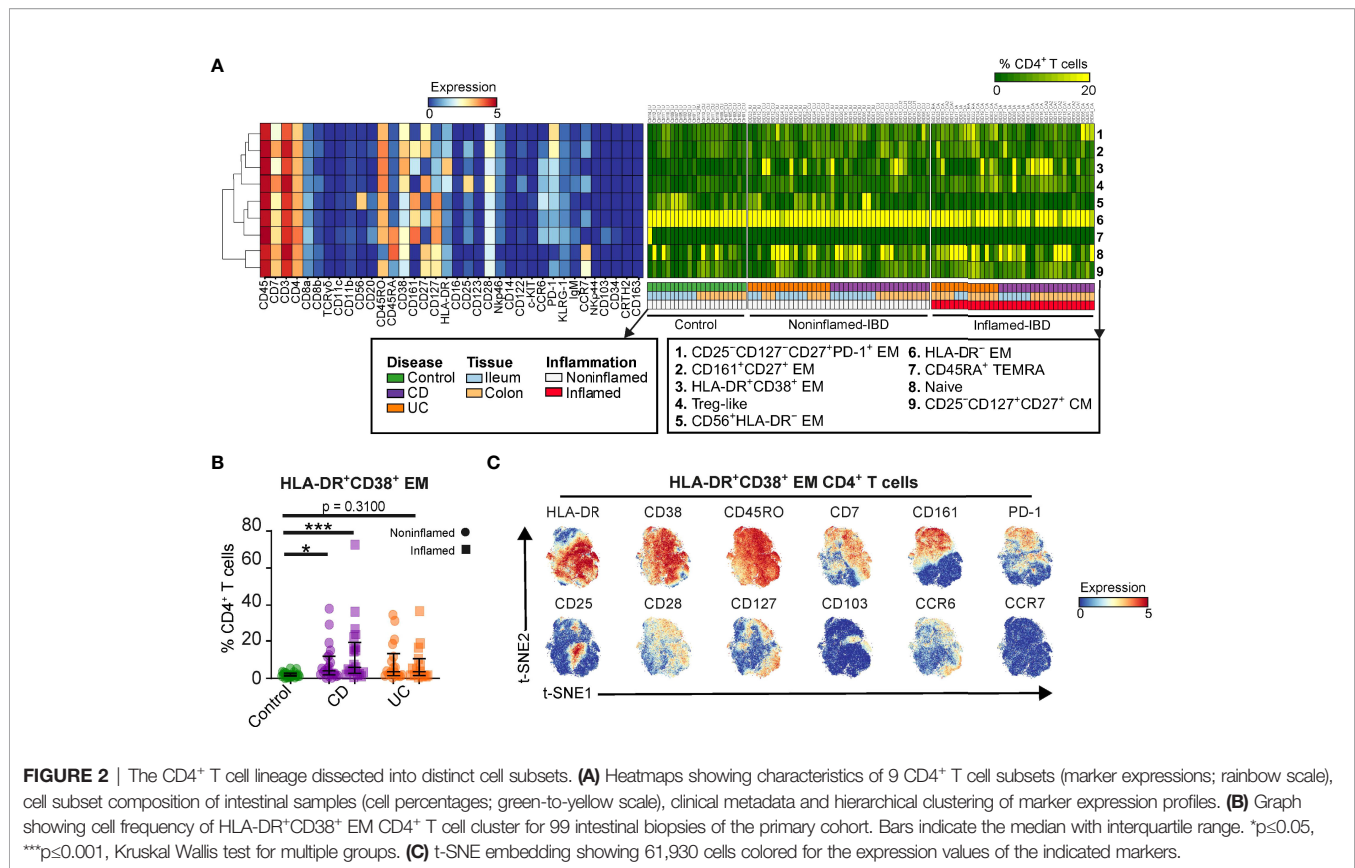 A
Expression
0 5
% CD4+ T cells
0 20
1
2
3
4
5
6
7
8
9
CD45
CD7
CD3
CD4
CD8a
CD8b
TCRγδ
CD11c
CD11b
CD56
CD20
CD45RO
CD45RA
CD38
CD161
CD27
CD127
HLA-DR
CD16
CD25
CD123
CD28
Nkp46
CD14
CD122
c-KIT
CCR6
PD-1
KLRG-1
IgM
CCR7
NKp44
CD103
CD34
CRTH2
CD163
Control Noninflamed-IBD Inflamed-IBD
Disease Tissue Inflammation
Control Ileum Noninflamed
CD Colon Inflamed
UC
1. CD25⁻CD127⁻CD27⁺PD-1⁺ EM
2. CD161⁺CD27⁺ EM
3. HLA-DR⁺CD38⁺ EM
4. Treg-like
5. CD56⁺HLA-DR⁻ EM
6. HLA-DR⁻ EM
7. CD45RA⁺ TEMRA
8. Naive
9. CD25⁻CD127⁺CD27⁺ CM
B
HLA-DR⁺CD38⁺ EM
p = 0.3100
***
*
Noninflamed
Inflamed
% CD4⁺ T cells
80
60
40
20
0
Control CD UC
C
HLA-DR⁺CD38⁺ EM CD4⁺ T cells
HLA-DR CD38 CD45RO CD7 CD161 PD-1
CD25 CD28 CD127 CD103 CCR6 CCR7
t-SNE2
t-SNE1
Expression
0 5
FIGURE 2 | The CD4⁺ T cell lineage dissected into distinct cell subsets. (A) Heatmaps showing characteristics of 9 CD4⁺ T cell subsets (marker expressions; rainbow scale),
cell subset composition of intestinal samples (cell percentages; green-to-yellow scale), clinical metadata and hierarchical clustering of marker expression profiles. (B) Graph
showing cell frequency of HLA-DR⁺CD38⁺ EM CD4⁺ T cell cluster for 99 intestinal biopsies of the primary cohort. Bars indicate the median with interquartile range. *p≤0.05,
***p≤0.001, Kruskal Wallis test for multiple groups. (C) t-SNE embedding showing 61,930 cells colored for the expression values of the indicated markers.